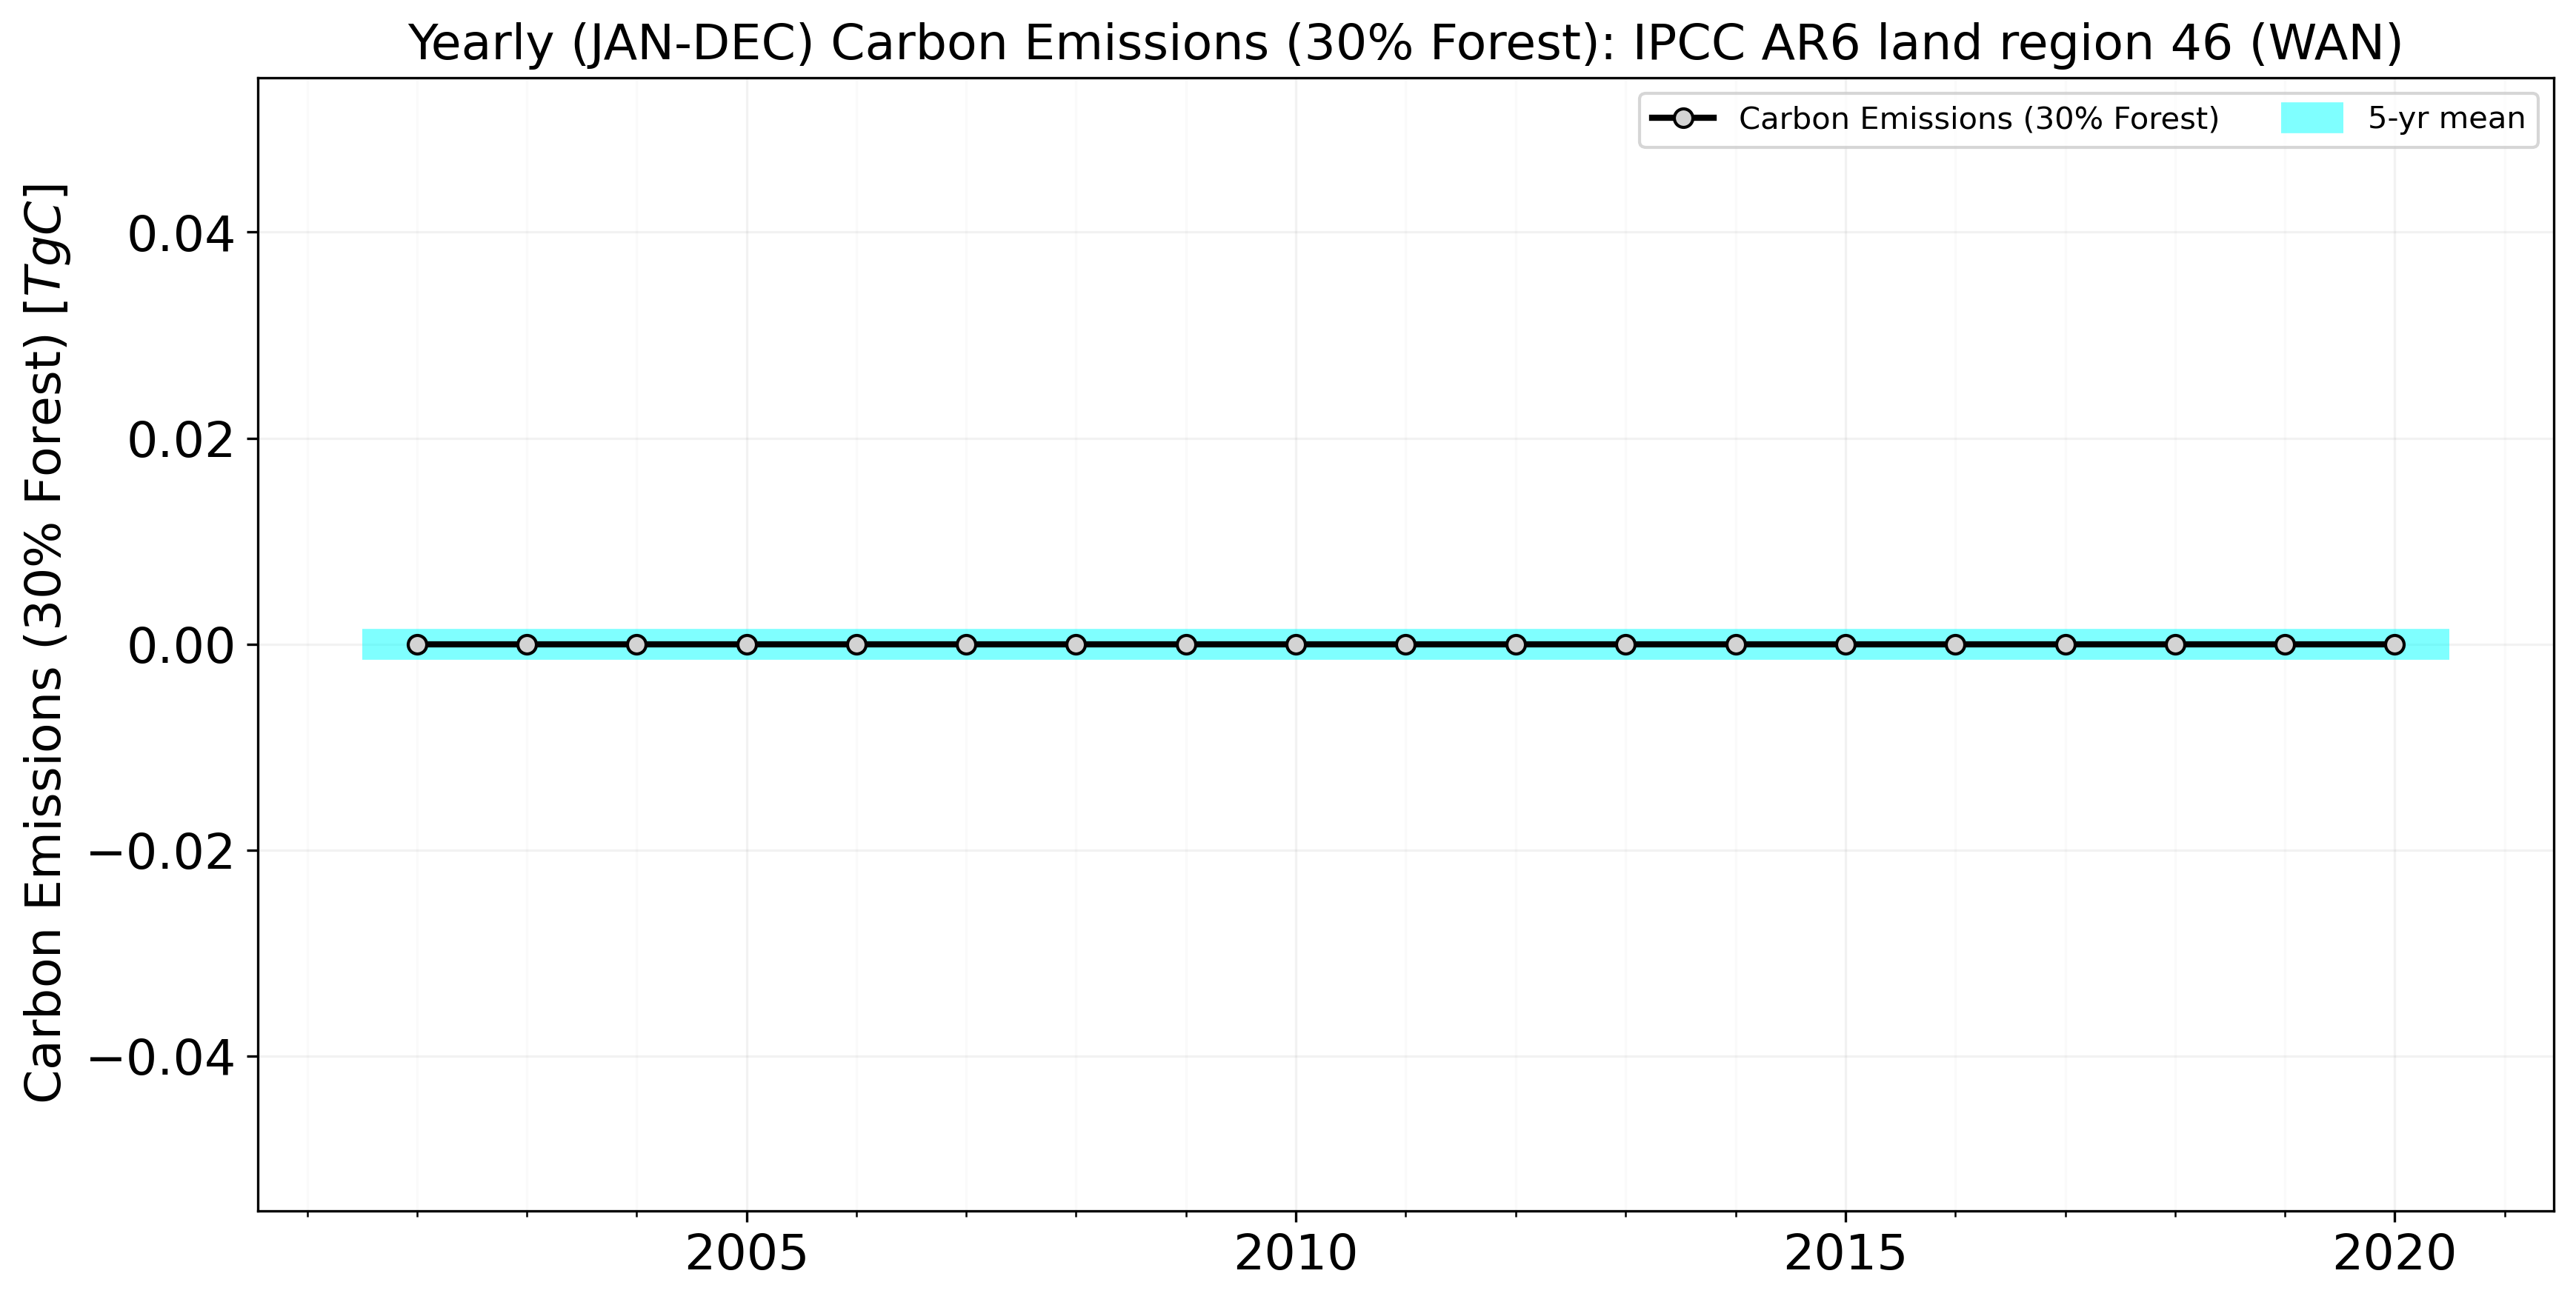 Yearly (JAN-DEC) Carbon Emissions (30% Forest): IPCC AR6 land region 46 (WAN)
Carbon Emissions (30% Forest)
5-yr mean
Carbon Emissions (30% Forest) [TgC]
0.04
0.02
0.00
−0.02
−0.04
2005
2010
2015
2020